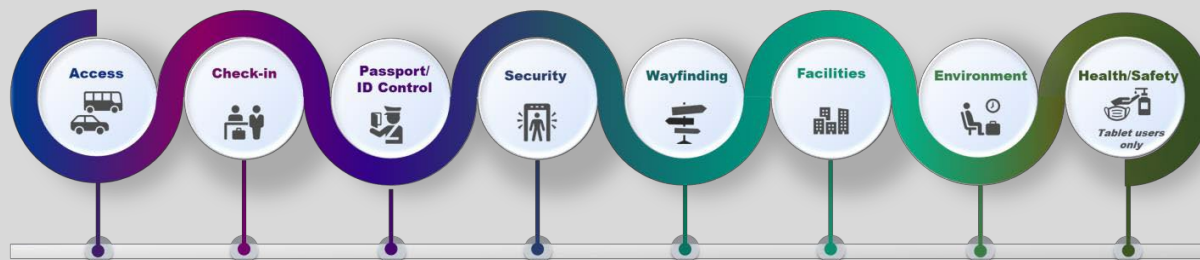 Access
Check-in
Passport/
ID Control
Security
Wayfinding
Facilities
Environment
Health/Safety
Tablet users
only